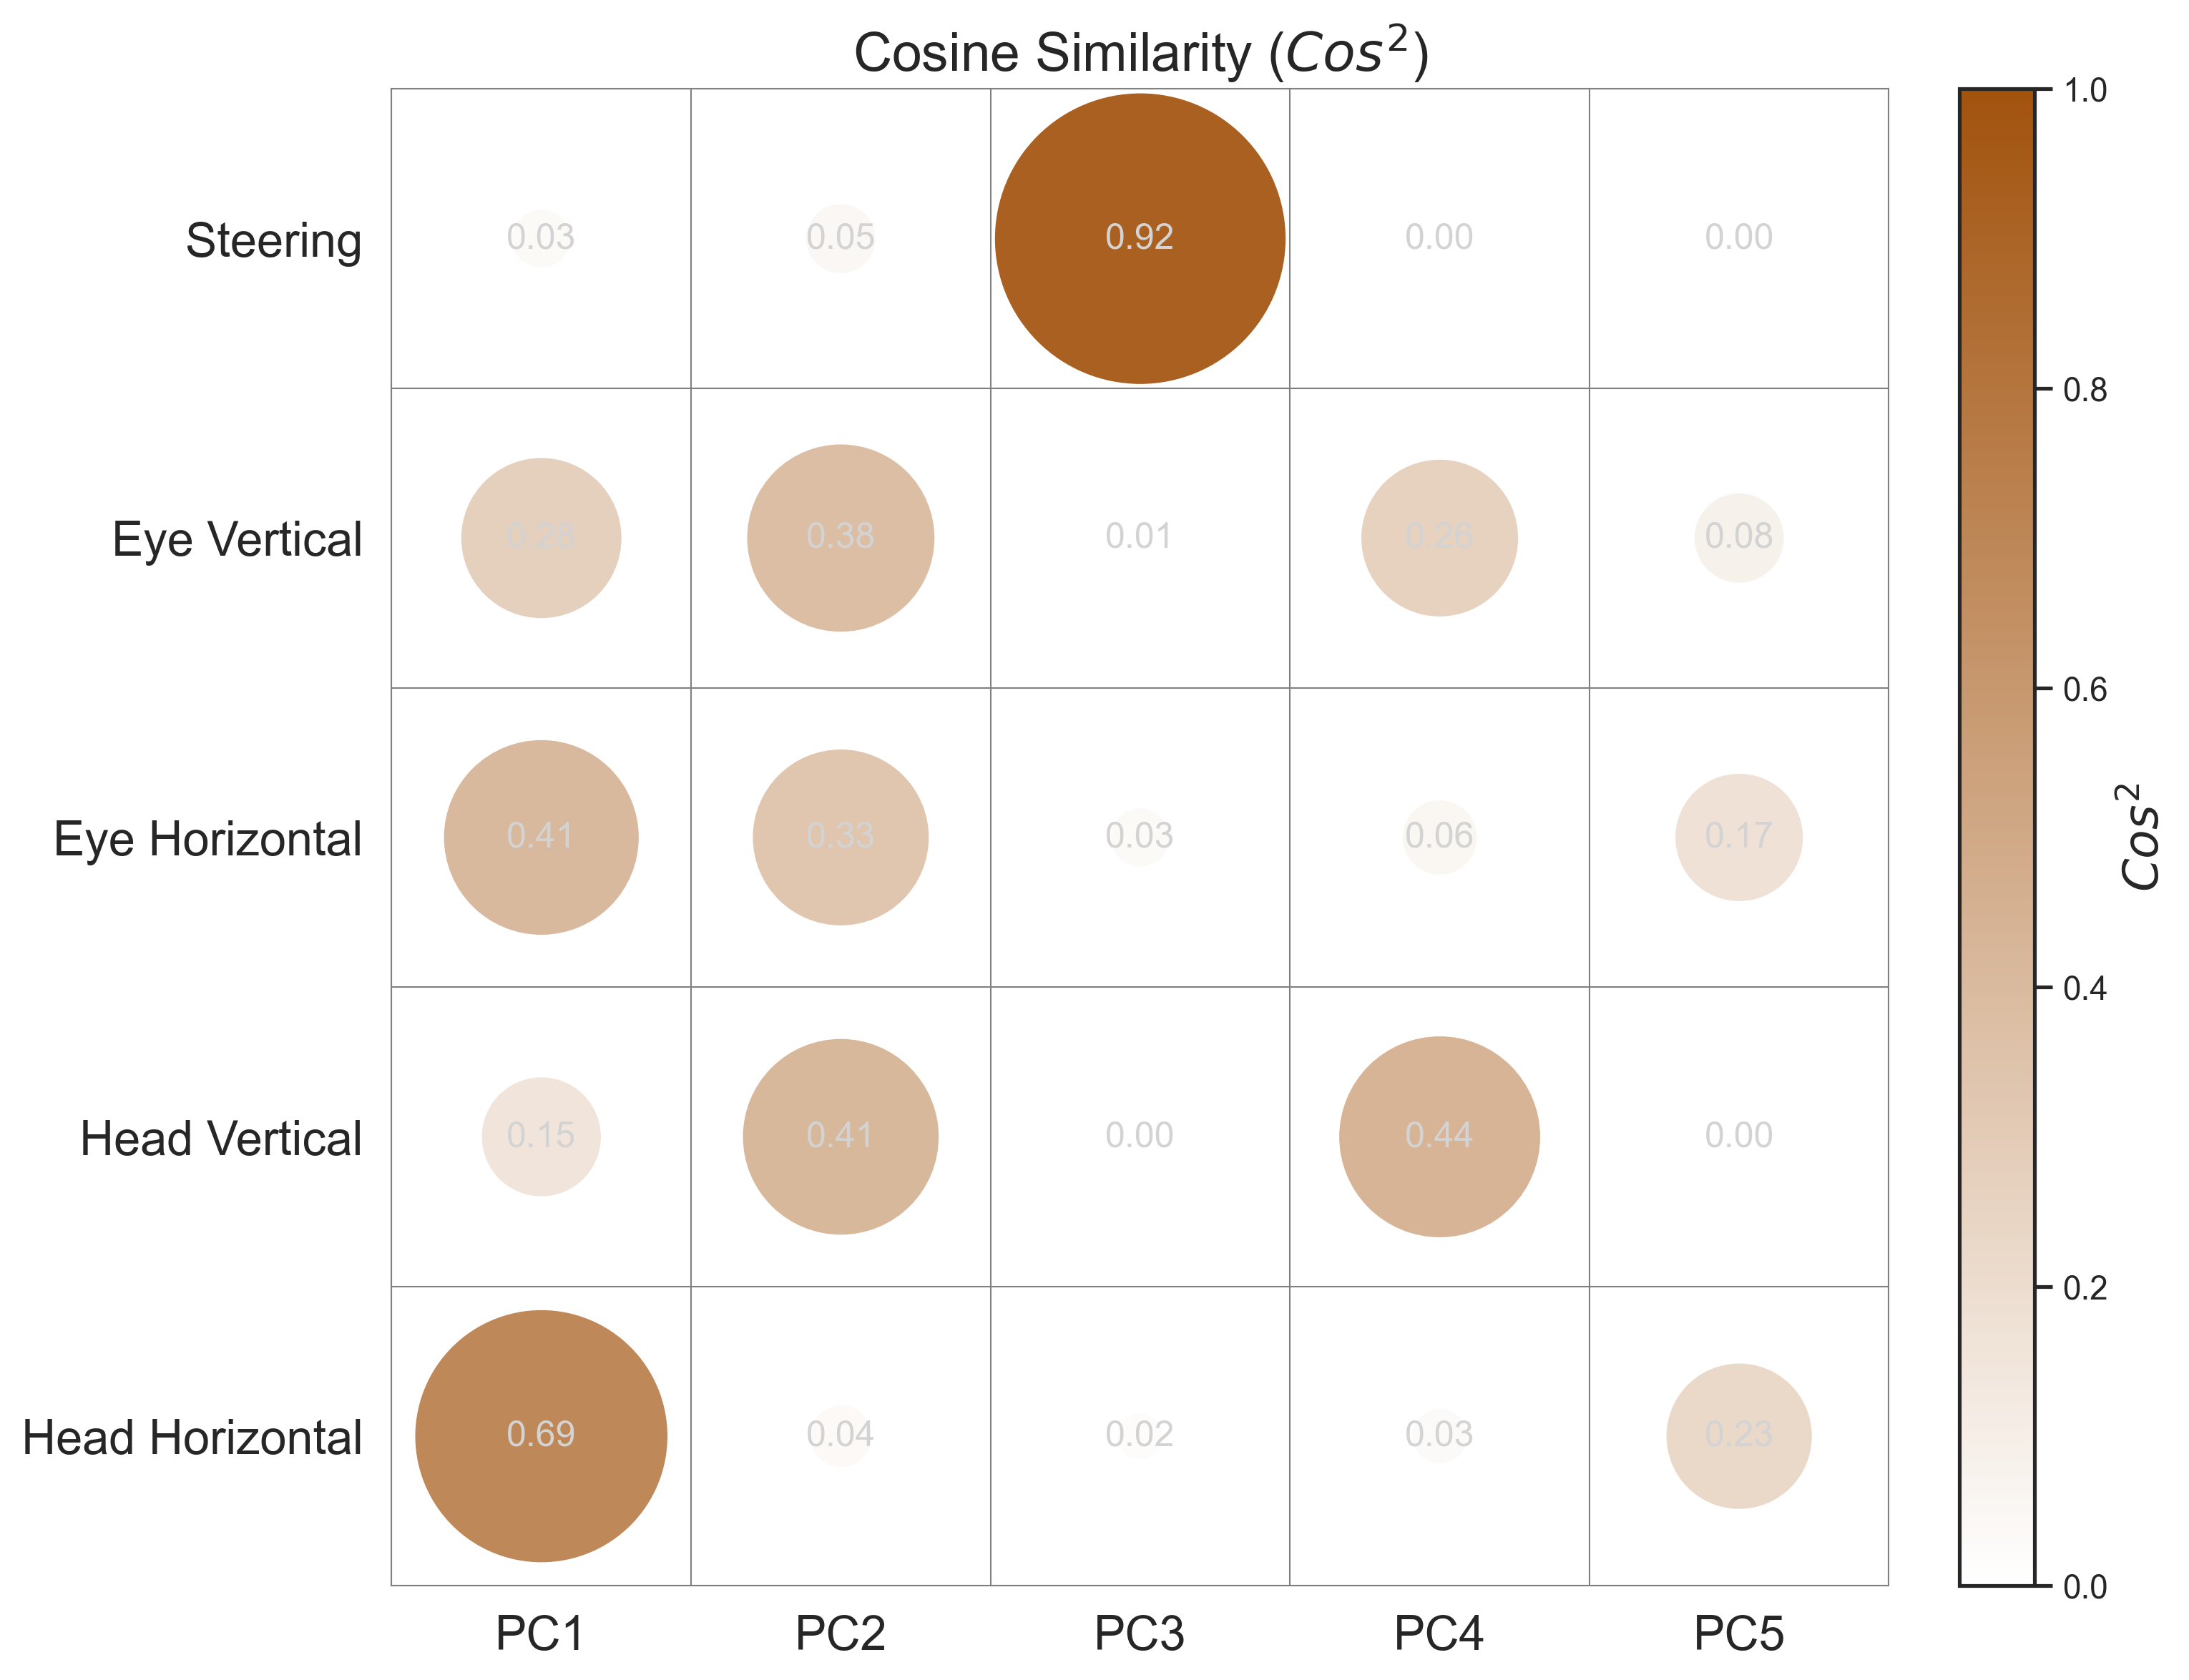 Cosine Similarity (Cos²)
Steering 0.03 0.05 0.92 0.00 0.00
Eye Vertical 0.28 0.38 0.01 0.26 0.08
Eye Horizontal 0.41 0.33 0.03 0.06 0.17
Head Vertical 0.15 0.41 0.00 0.44 0.00
Head Horizontal 0.69 0.04 0.02 0.03 0.23
PC1 PC2 PC3 PC4 PC5
1.0
0.8
0.6
0.4
0.2
0.0
Cos²